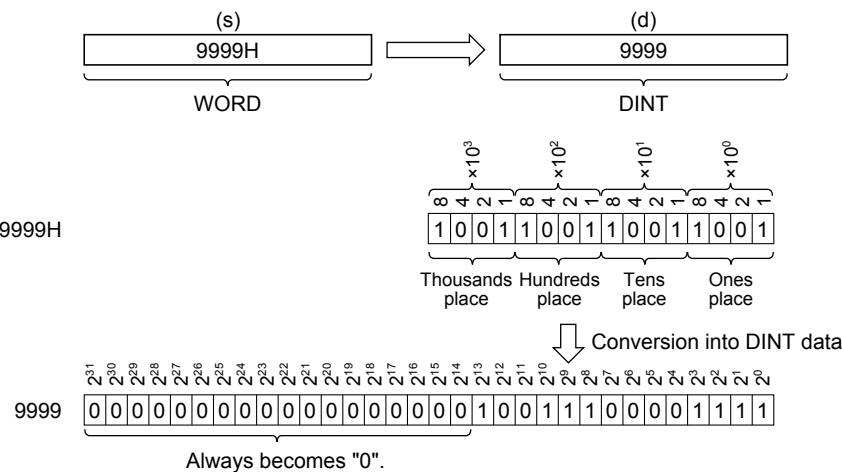 (s) (d)
9999H 9999
WORD DINT
×10³ ×10² ×10¹ ×10⁰
8 4 2 1 8 4 2 1 8 4 2 1 8 4 2 1
9999H 1 0 0 1 1 0 0 1 1 0 0 1 1 0 0 1
Thousands Hundreds Tens Ones
place place place place
Conversion into DINT data
2³¹ 2³⁰ 2²⁹ 2²⁸ 2²⁷ 2²⁶ 2²⁵ 2²⁴ 2²³ 2²² 2²¹ 2²⁰ 2¹⁹ 2¹⁸ 2¹⁷ 2¹⁶ 2¹⁵ 2¹⁴ 2¹³ 2¹² 2¹¹ 2¹⁰ 2⁹ 2⁸ 2⁷ 2⁶ 2⁵ 2⁴ 2³ 2² 2¹ 2⁰
9999 0 0 0 0 0 0 0 0 0 0 0 0 0 0 0 0 0 0 1 0 0 1 1 1 0 0 0 0 1 1 1 1
Always becomes "0".